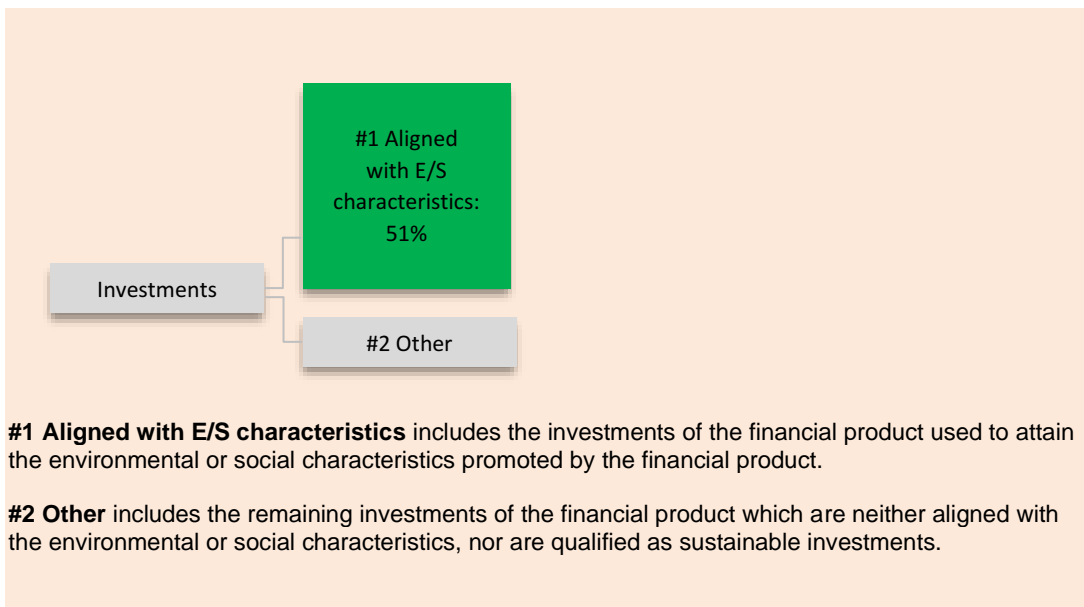 #1 Aligned
with E/S
characteristics:
51%
Investments
#2 Other
#1 Aligned with E/S characteristics includes the investments of the financial product used to attain
the environmental or social characteristics promoted by the financial product.
#2 Other includes the remaining investments of the financial product which are neither aligned with
the environmental or social characteristics, nor are qualified as sustainable investments.